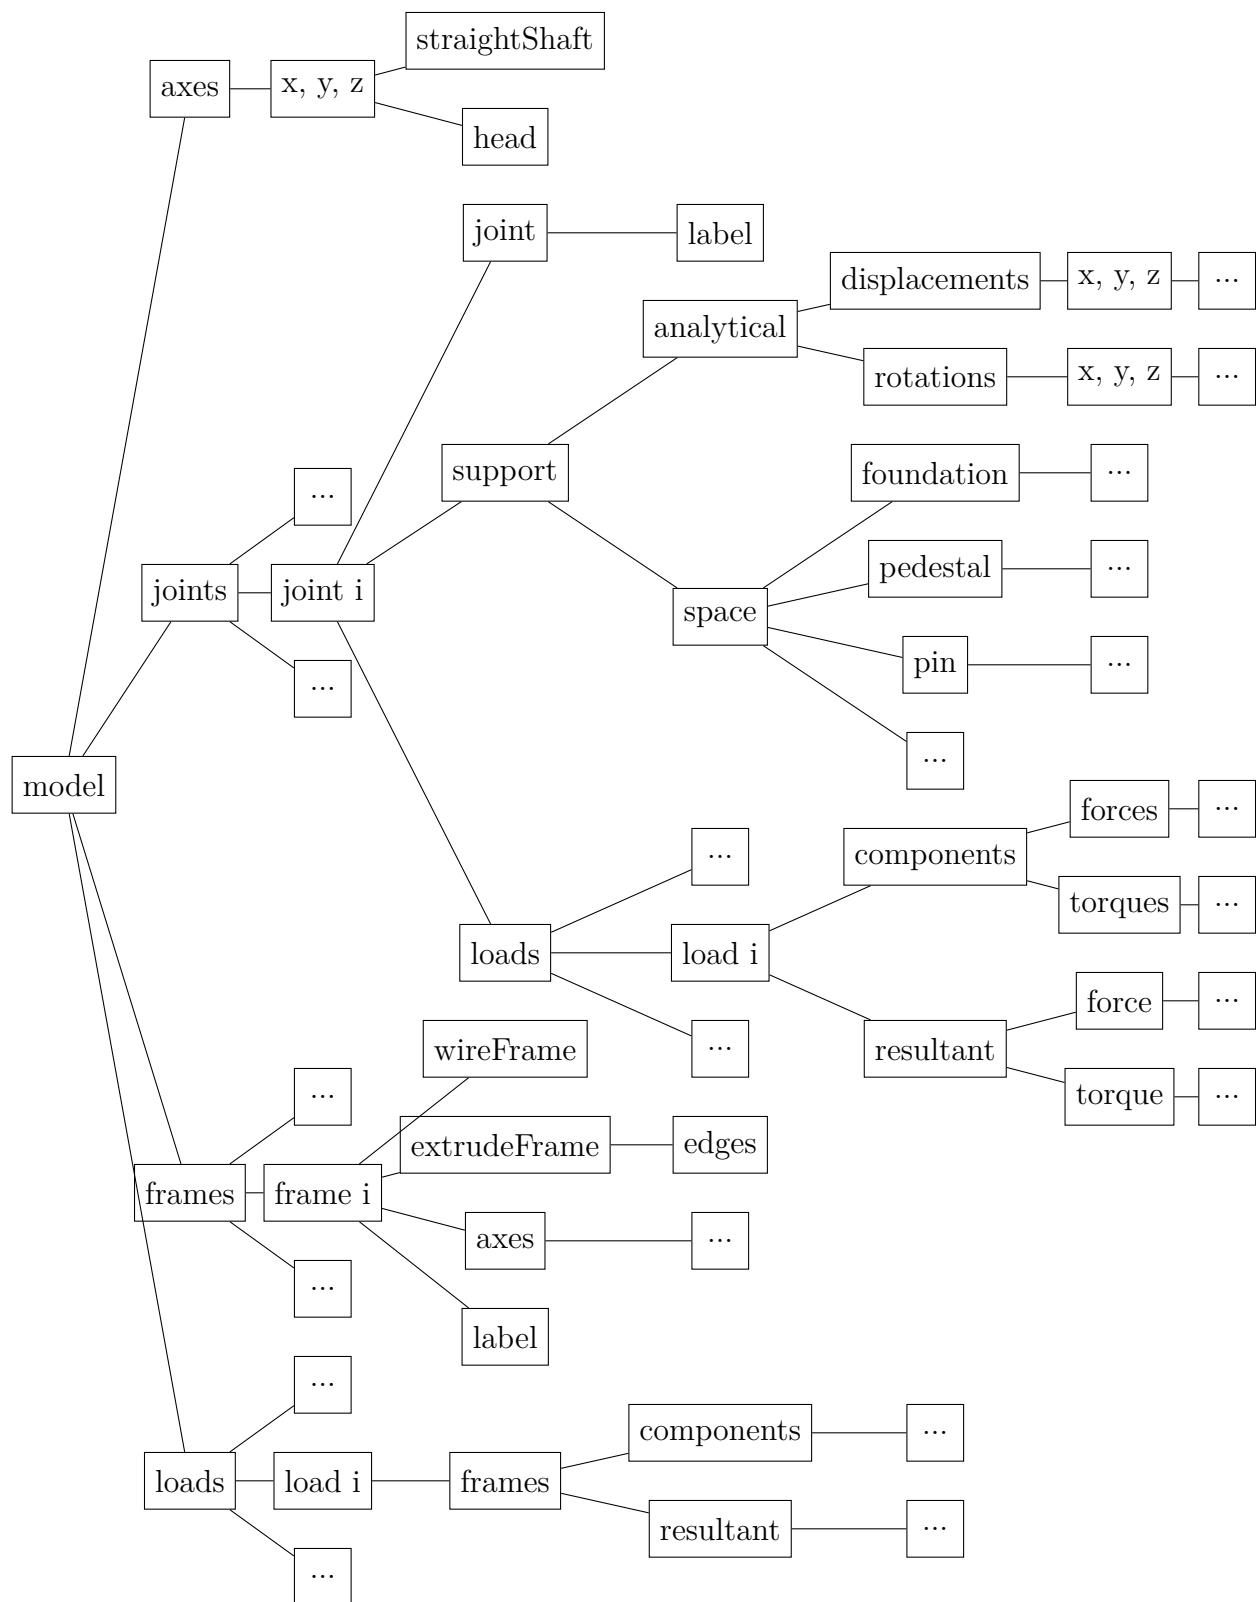 straightShaft
axes
x, y, z
head
joint
label
displacements
x, y, z
...
analytical
rotations
x, y, z
...
support
foundation
...
...
pedestal
...
joints
joint i
space
pin
...
...
...
model
forces
...
components
...
torques
...
loads
load i
force
...
resultant
...
wireFrame
torque
...
...
extrudeFrame
edges
frames
frame i
axes
...
...
label
...
components
...
loads
load i
frames
resultant
...
...